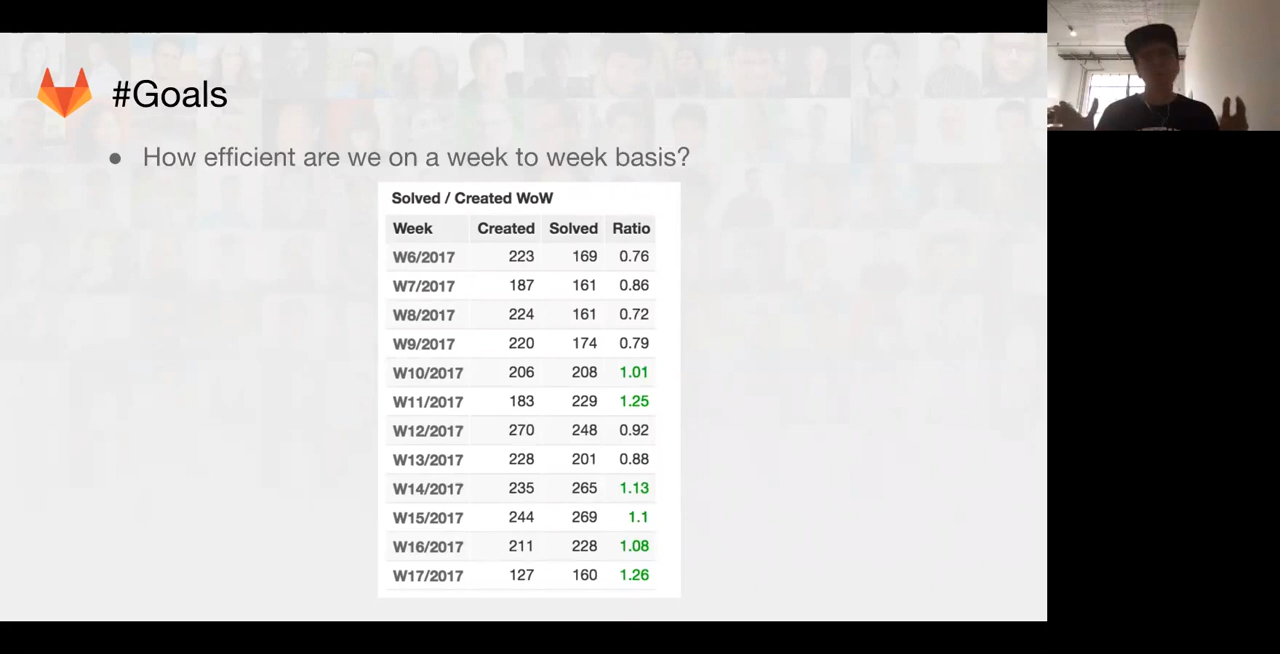 #Goals
● How efficient are we on a week to week basis?
Solved / Created WoW
Week Created Solved Ratio
W6/2017 223 169 0.76
W7/2017 187 161 0.86
W8/2017 224 161 0.72
W9/2017 220 174 0.79
W10/2017 206 208 1.01
W11/2017 183 229 1.25
W12/2017 270 248 0.92
W13/2017 228 201 0.88
W14/2017 235 265 1.13
W15/2017 244 269 1.1
W16/2017 211 228 1.08
W17/2017 127 160 1.26